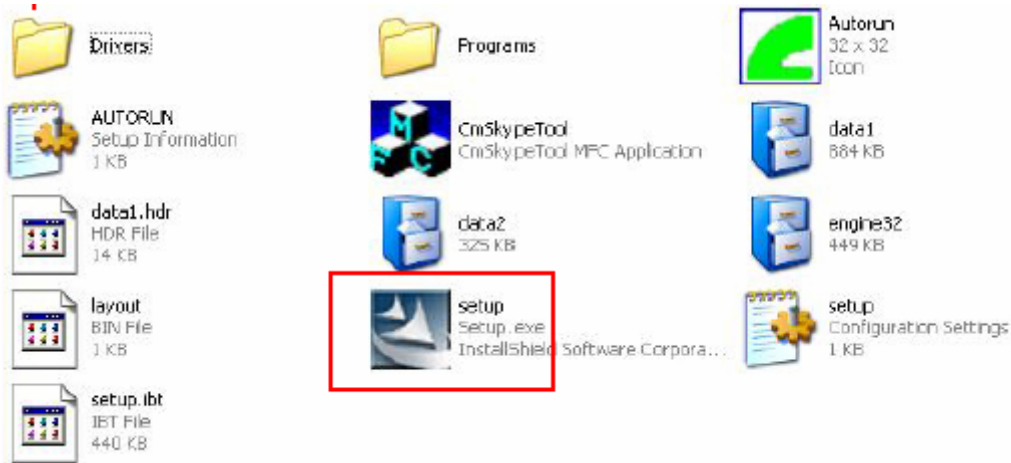 Drivers
Programs
Autorun
32 x 32
Icon
AUTORUN
Setup Information
1 KB
CmSkypeTool
CmSkypeTool MFC Application
data1
884 KB
data1.hdr
HDR File
14 KB
data2
325 KB
engine32
449 KB
layout
BIN File
1 KB
setup
Setup.exe
InstallShield Software Corpora...
setup
Configuration Settings
1 KB
setup.ibt
IBT File
440 KB